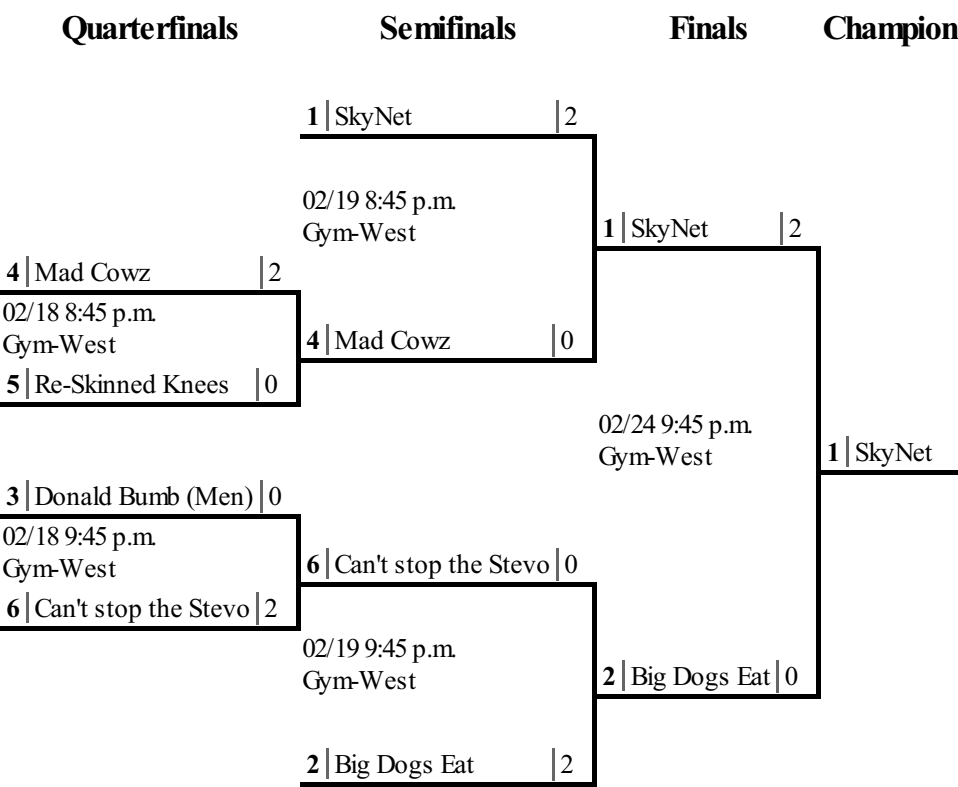 Quarterfinals Semifinals Finals Champion
1 SkyNet 2
02/19 8:45 p.m.
Gym-West
1 SkyNet 2
4 Mad Cowz 2
02/18 8:45 p.m.
Gym-West
4 Mad Cowz 0
5 Re-Skinned Knees 0
02/24 9:45 p.m.
Gym-West
1 SkyNet
3 Donald Bumb (Men) 0
02/18 9:45 p.m.
Gym-West
6 Can't stop the Stevo 0
6 Can't stop the Stevo 2
02/19 9:45 p.m.
Gym-West
2 Big Dogs Eat 0
2 Big Dogs Eat 2